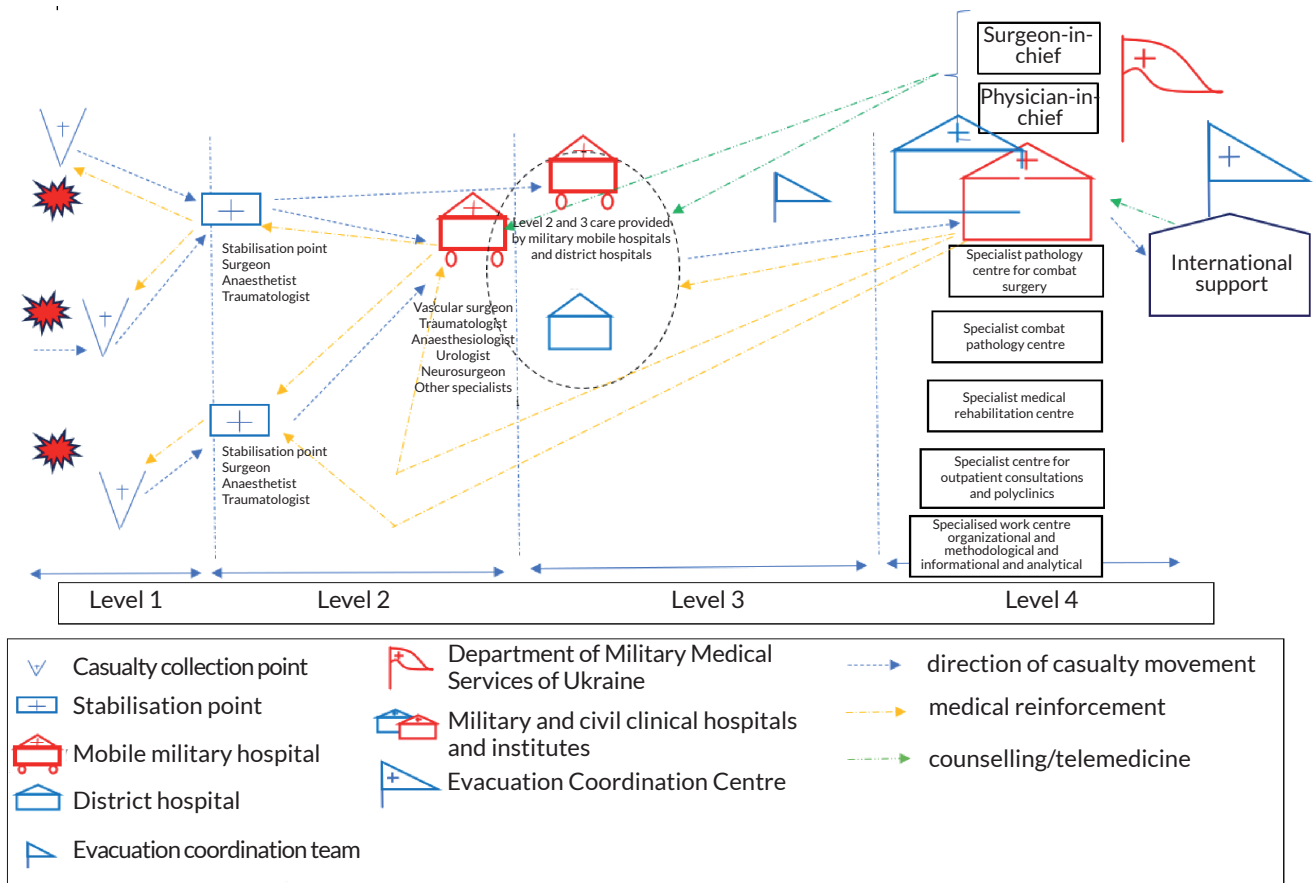 Surgeon-in-
chief
Physician-in-
chief
Stabilisation point
Surgeon
Anaesthetist
Traumatologist
Level 2 and 3 care provided
by military mobile hospitals
and district hospitals
Vascular surgeon
Traumatologist
Anaesthesiologist
Urologist
Neurosurgeon
Other specialists
Stabilisation point
Surgeon
Anaesthetist
Traumatologist
International
support
Specialist pathology
centre for combat
surgery
Specialist combat
pathology centre
Specialist medical
rehabilitation centre
Specialist centre for
outpatient consultations
and polyclinics
Specialised work centre
organizational and
methodological and
informational and analytical
Level 1
Level 2
Level 3
Level 4
Casualty collection point
Stabilisation point
Mobile military hospital
District hospital
Evacuation coordination team
Department of Military Medical
Services of Ukraine
Military and civil clinical hospitals
and institutes
Evacuation Coordination Centre
direction of casualty movement
medical reinforcement
counselling/telemedicine